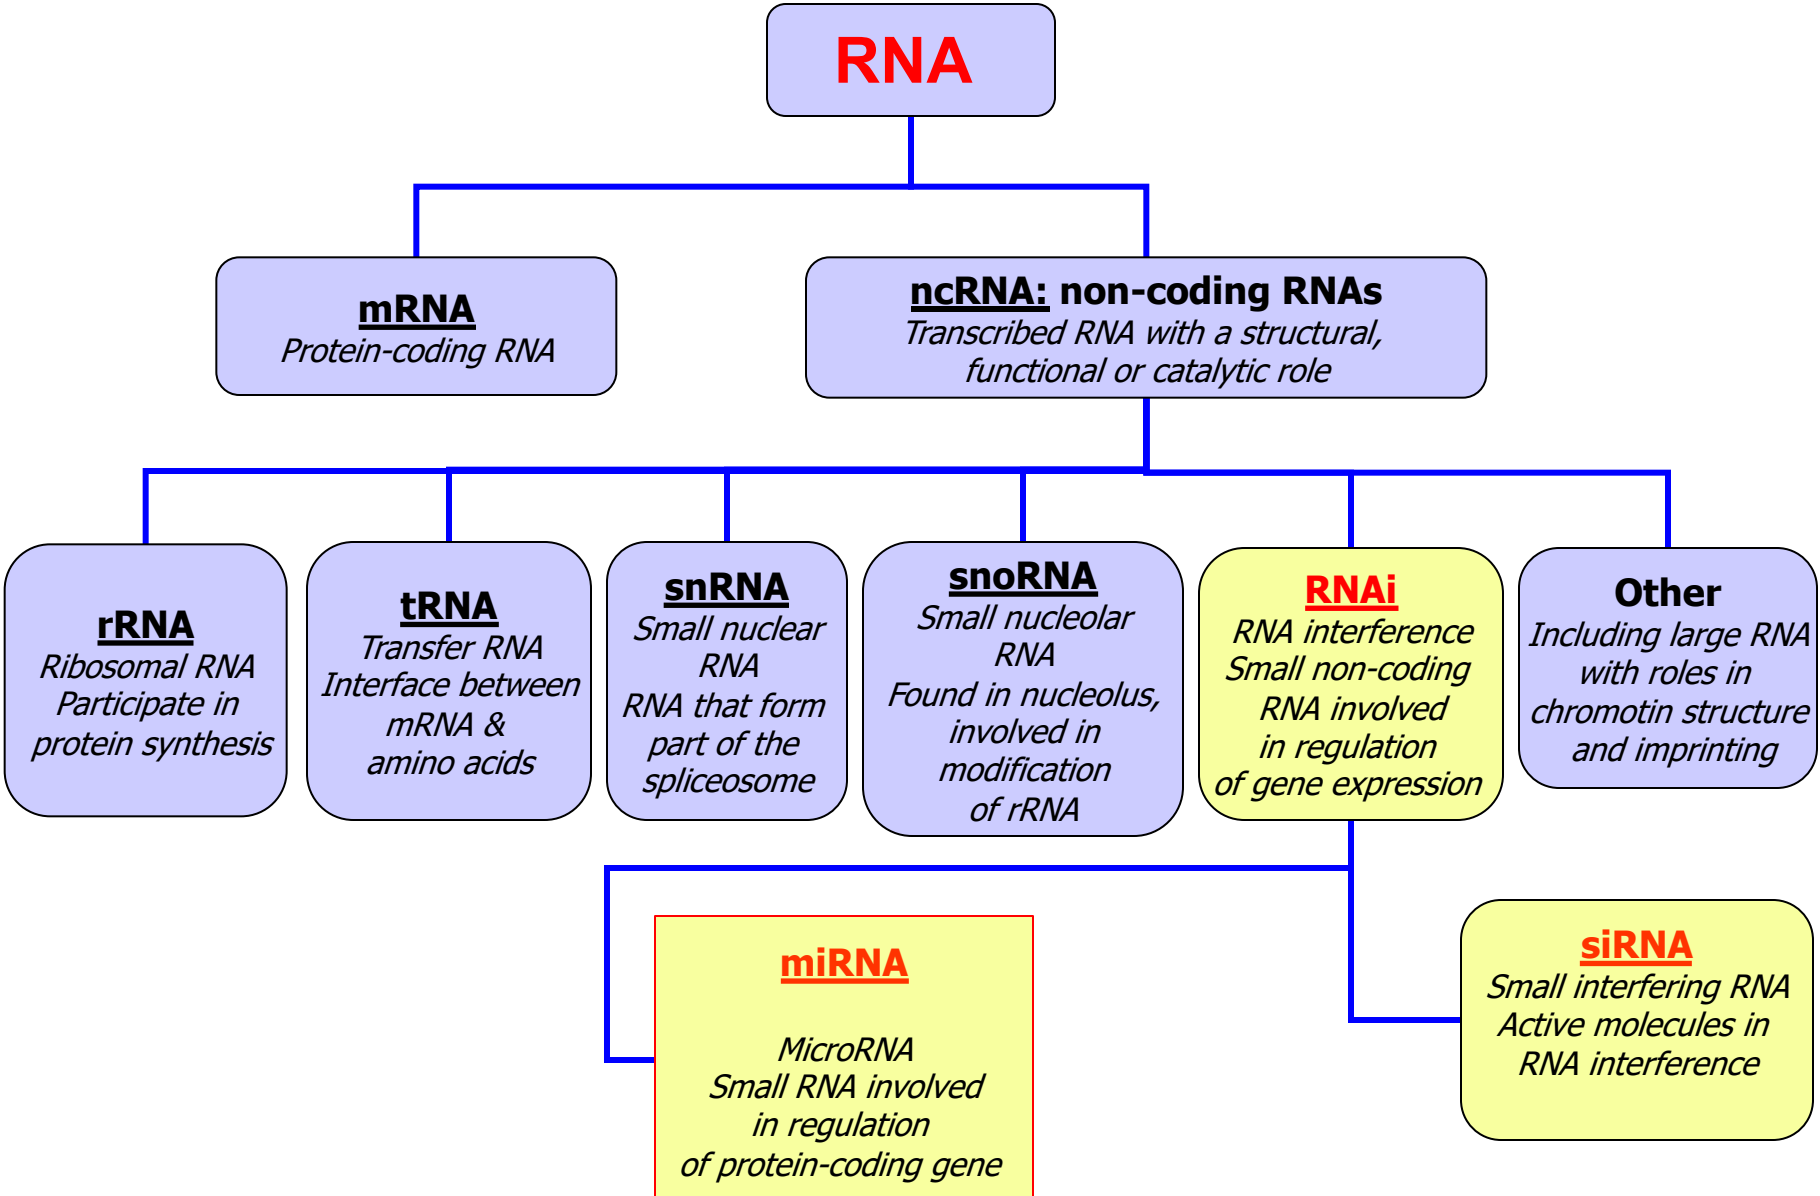 RNA
mRNA
Protein-coding RNA
ncRNA: non-coding RNAs
Transcribed RNA with a structural,
functional or catalytic role
rRNA
Ribosomal RNA
Participate in
protein synthesis
tRNA
Transfer RNA
Interface between
mRNA &
amino acids
snRNA
Small nuclear
RNA
RNA that form
part of the
spliceosome
snoRNA
Small nucleolar
RNA
Found in nucleolus,
involved in
modification
of rRNA
RNAi
RNA interference
Small non-coding
RNA involved
in regulation
of gene expression
Other
Including large RNA
with roles in
chromotin structure
and imprinting
miRNA
MicroRNA
Small RNA involved
in regulation
of protein-coding gene
siRNA
Small interfering RNA
Active molecules in
RNA interference